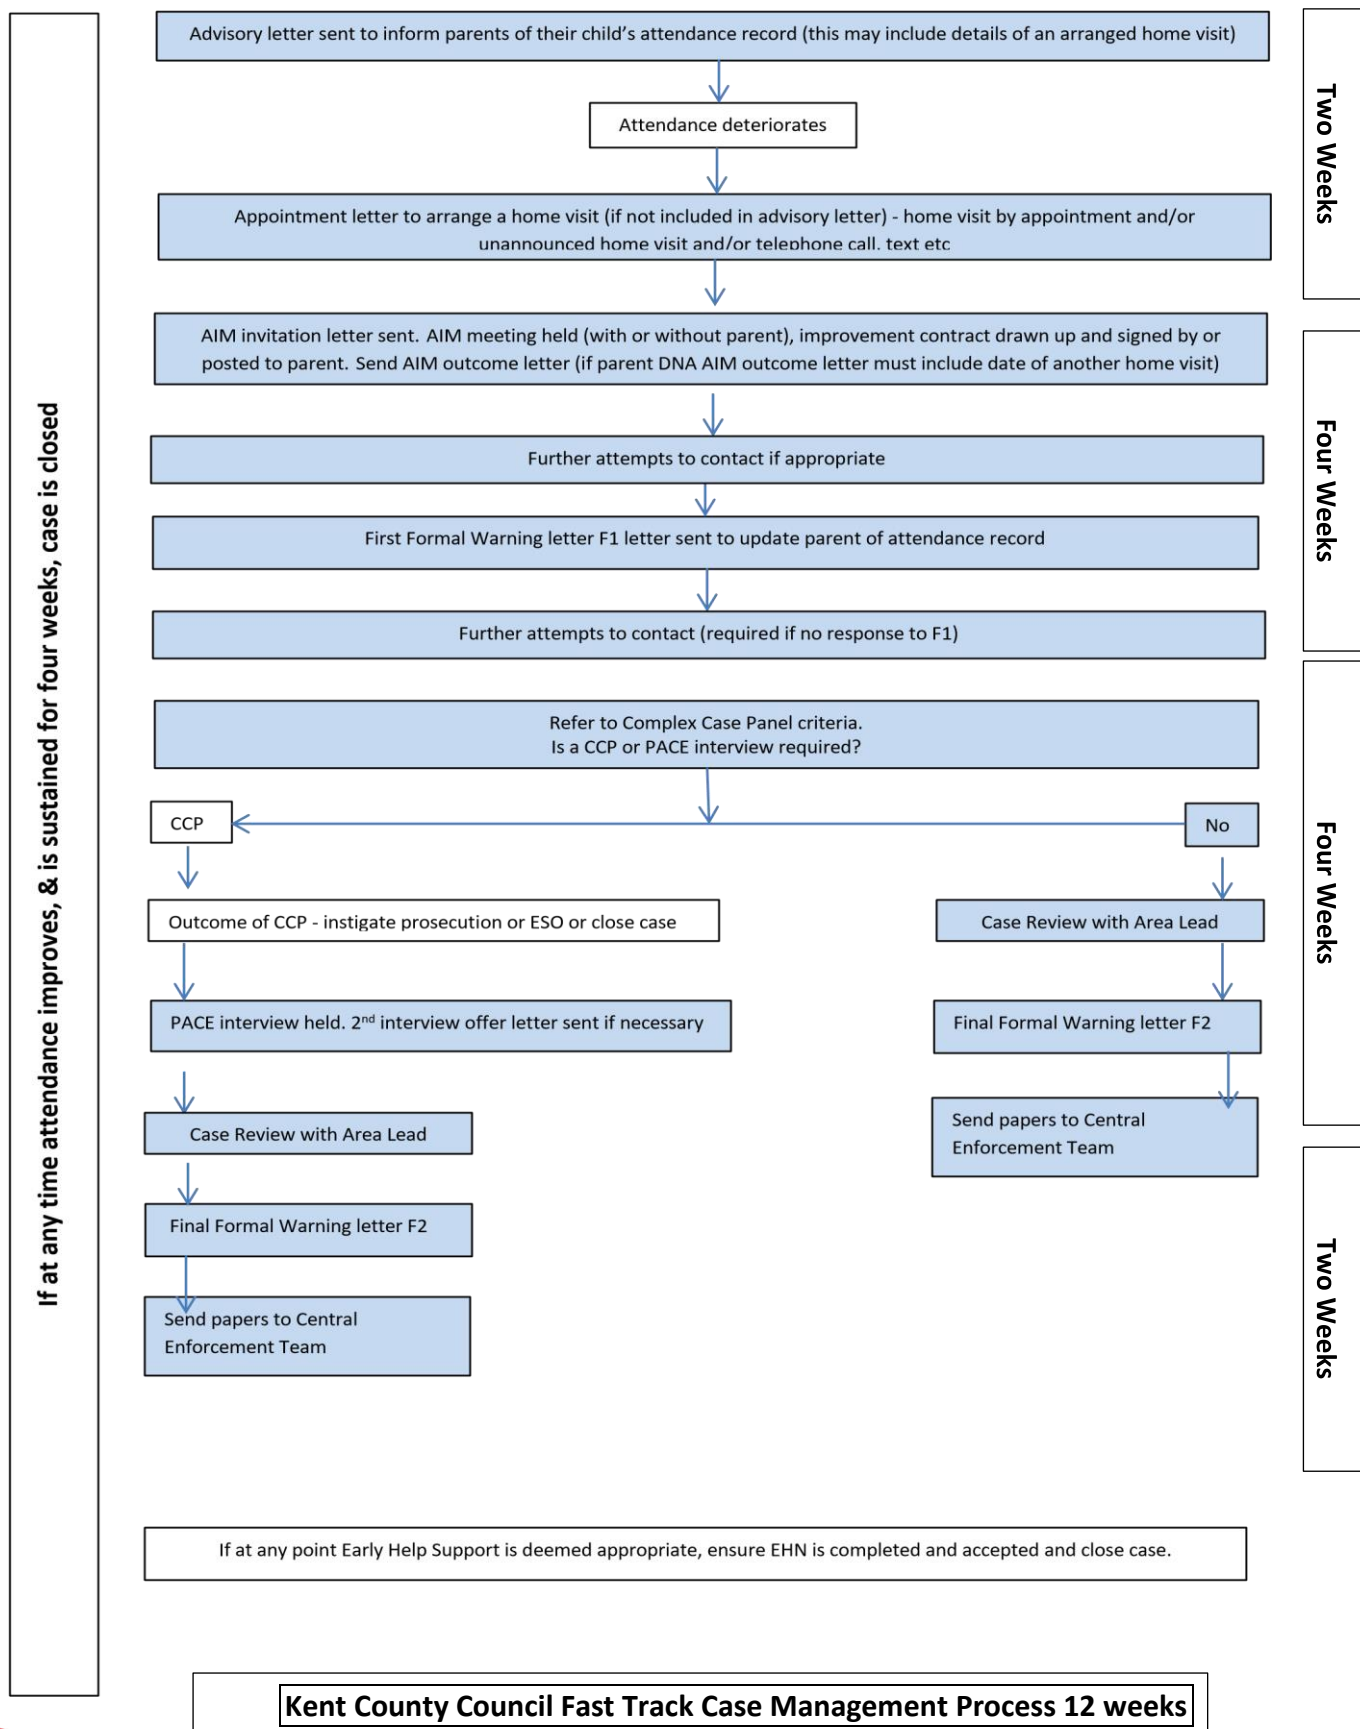 Advisory letter sent to inform parents of their child's attendance record (this may include details of an arranged home visit)
Attendance deteriorates
Appointment letter to arrange a home visit (if not included in advisory letter) - home visit by appointment and/or
unannounced home visit and/or telephone call, text etc
Two Weeks
AIM invitation letter sent. AIM meeting held (with or without parent), improvement contract drawn up and signed by or
posted to parent. Send AIM outcome letter (if parent DNA AIM outcome letter must include date of another home visit)
Further attempts to contact if appropriate
First Formal Warning letter F1 letter sent to update parent of attendance record
Further attempts to contact (required if no response to F1)
Four Weeks
Refer to Complex Case Panel criteria.
Is a CCP or PACE interview required?
CCP
No
Outcome of CCP - instigate prosecution or ESO or close case
Case Review with Area Lead
PACE interview held. 2nd interview offer letter sent if necessary
Final Formal Warning letter F2
Send papers to Central
Enforcement Team
Four Weeks
Case Review with Area Lead
Final Formal Warning letter F2
Send papers to Central
Enforcement Team
Two Weeks
If at any time attendance improves, & is sustained for four weeks, case is closed
If at any point Early Help Support is deemed appropriate, ensure EHN is completed and accepted and close case.
Kent County Council Fast Track Case Management Process 12 weeks